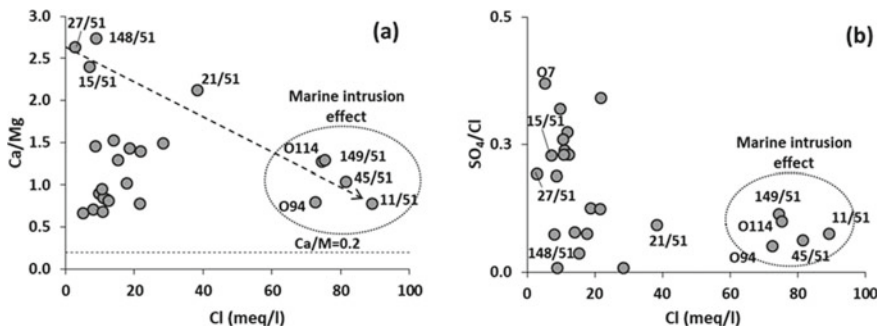 3.0
2.5
2.0
1.5
1.0
0.5
0.0
Ca/Mg
27/51
148/51
(a)
15/51
21/51
Marine intrusion
effect
O114
149/51
45/51
11/51
O94
Ca/M=0.2
0
20
40
60
80
100
Cl (meq/l)
0.5
0.3
0.0
SO₄/Cl
(b)
O7
15/51
27/51
Marine intrusion
effect
149/51
O114
11/51
O94
45/51
21/51
148/51
0
20
40
60
80
100
Cl (meq/l)